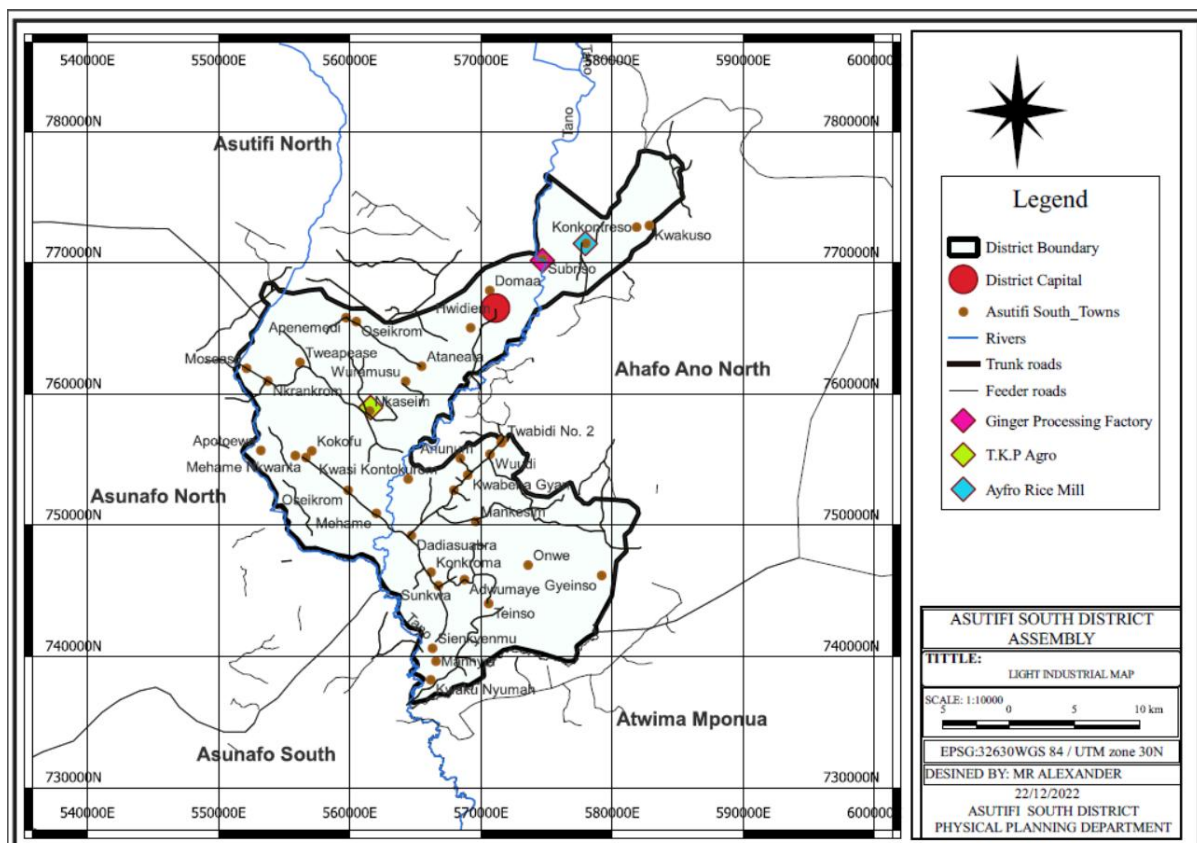 540000E 550000E 560000E 570000E 580000E 590000E 600000E
Tano
Tano
780000N 780000N
Asutifi North
Konkontreso
Kwakuso
770000N 770000N
Subriso
Domaa
Hwidiem
Apenemedi
Oseikrom
Mosease
Tweapease
Ataneata
Wuramusu
Ahafo Ano North
760000N 760000N
Nkrankrom
Nkaseim
Twabidi No. 2
Apotoewa
Kokofu
Anunum
Wuudi
Mehame Nkwanta
Kwasi Kontokurom
Kwabena Gyan
Asunafo North
Oseikrom
Mankesim
750000N 750000N
Mehame
Dadiasuabra
Onwe
Konkroma
Adwumaye
Gyeinso
Sunkwa
Teinso
Tano
Sienkyenmu
740000N 740000N
Manhyia
Kwaku Nyumah
Atwima Mponua
Asunafo South
730000N 730000N
540000E 550000E 560000E 570000E 580000E 590000E 600000E
Legend
District Boundary
District Capital
Asutifi South_Towns
Rivers
Trunk roads
Feeder roads
Ginger Processing Factory
T.K.P Agro
Ayfro Rice Mill
ASUTIFI SOUTH DISTRICT
ASSEMBLY
TITTLE:
LIGHT INDUSTRIAL MAP
SCALE: 1:10000
5 0 5 10 km
EPSG:32630WGS 84 / UTM zone 30N
DESINED BY: MR ALEXANDER
22/12/2022
ASUTIFI SOUTH DISTRICT
PHYSICAL PLANNING DEPARTMENT